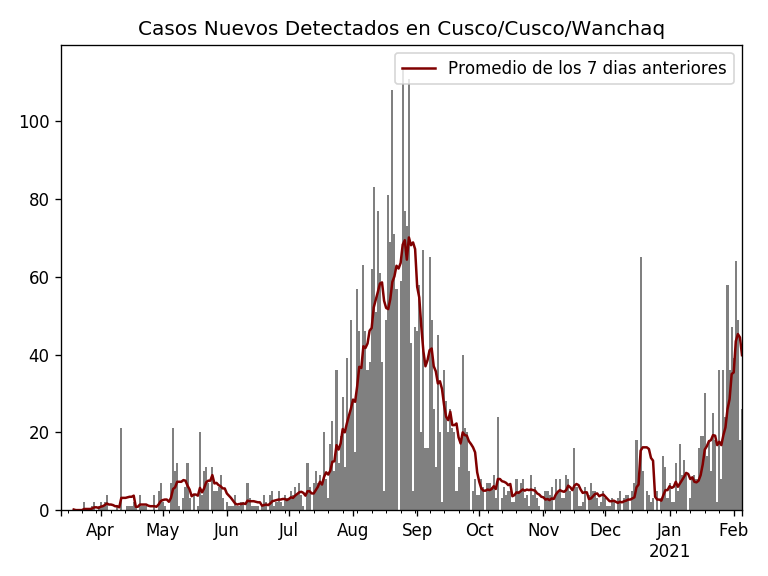 Casos Nuevos Detectados en Cusco/Cusco/Wanchaq
Promedio de los 7 dias anteriores
100
80
60
40
20
0
Apr May Jun Jul Aug Sep Oct Nov Dec Jan Feb
2021